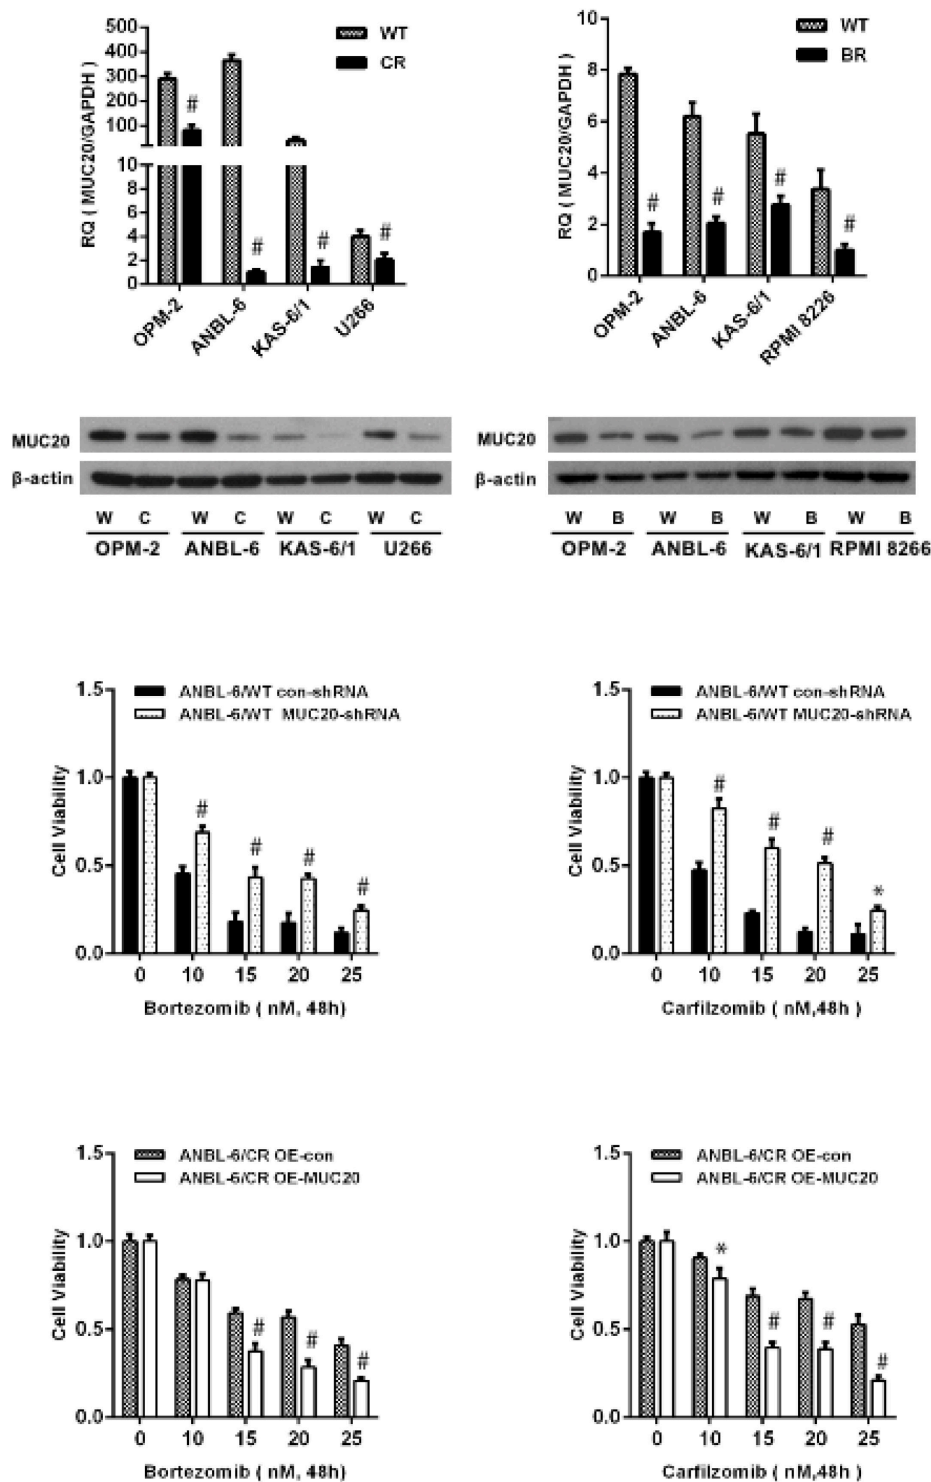 500
400
300
200
100
10
8
6
4
2
0
RQ ( MUC20/GAPDH )
WT
CR
#
#
#
#
OPM-2
ANBL-6
KAS-6/1
U266
8
6
4
2
0
RQ ( MUC20/GAPDH )
WT
BR
#
#
#
#
OPM-2
ANBL-6
KAS-6/1
RPMI 8226
MUC20
β-actin
W C W C W C W C
OPM-2 ANBL-6 KAS-6/1 U266
MUC20
β-actin
W B W B W B W B
OPM-2 ANBL-6 KAS-6/1 RPMI 8266
1.5
1.0
0.5
0.0
Cell Viability
ANBL-6/WT con-shRNA
ANBL-6/WT MUC20-shRNA
#
#
#
#
0 10 15 20 25
Bortezomib ( nM, 48h)
1.5
1.0
0.5
0.0
Cell Viability
ANBL-6/WT con-shRNA
ANBL-6/WT MUC20-shRNA
#
#
#
*
0 10 15 20 25
Carfilzomib ( nM,48h )
1.5
1.0
0.5
0.0
Cell Viability
ANBL-6/CR OE-con
ANBL-6/CR OE-MUC20
#
#
#
0 10 15 20 25
Bortezomib ( nM, 48h)
1.5
1.0
0.5
0.0
Cell Viability
ANBL-6/CR OE-con
ANBL-6/CR OE-MUC20
*
#
#
#
0 10 15 20 25
Carfilzomib ( nM,48h )